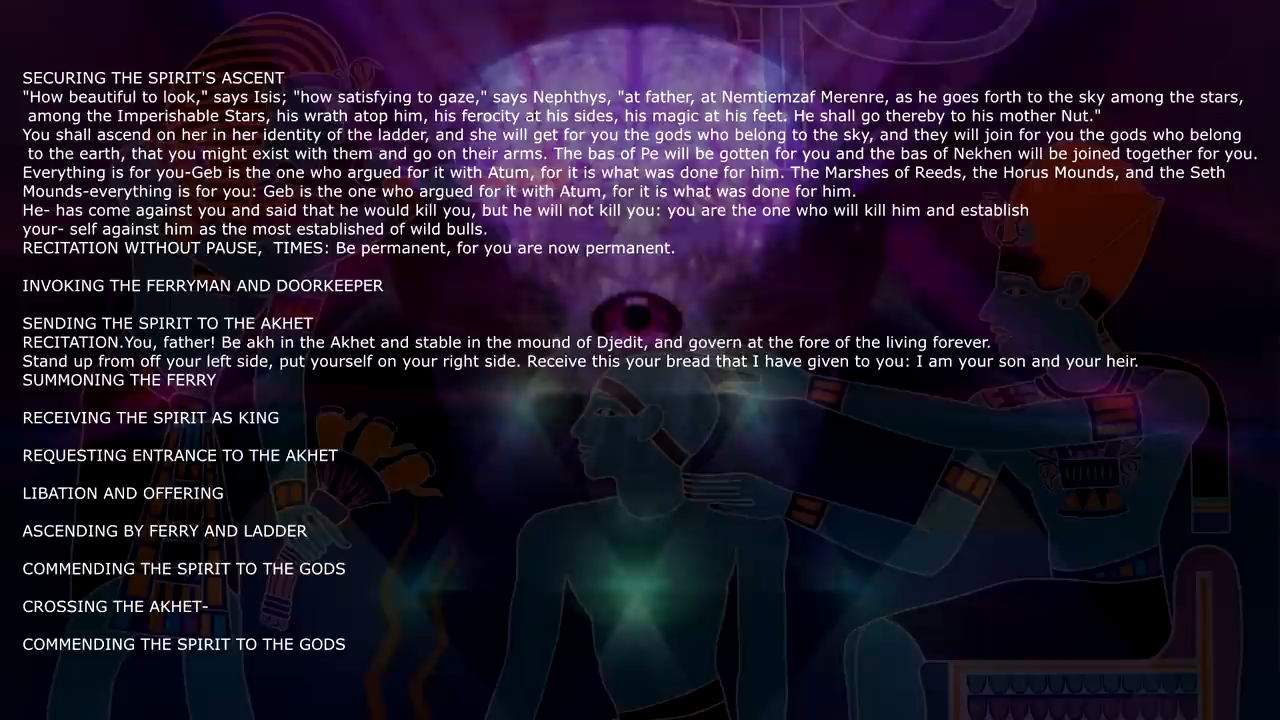 SECURING THE SPIRIT'S ASCENT
"How beautiful to look," says Isis; "how satisfying to gaze," says Nephthys, "at father, at Nemtiemzaf Merenre, as he goes forth to the sky among the stars,
among the Imperishable Stars, his wrath atop him, his ferocity at his sides, his magic at his feet. He shall go thereby to his mother Nut."
You shall ascend on her in her identity of the ladder, and she will get for you the gods who belong to the sky, and they will join for you the gods who belong
to the earth, that you might exist with them and go on their arms. The bas of Pe will be gotten for you and the bas of Nekhen will be joined together for you.
Everything is for you-Geb is the one who argued for it with Atum, for it is what was done for him. The Marshes of Reeds, the Horus Mounds, and the Seth
Mounds-everything is for you: Geb is the one who argued for it with Atum, for it is what was done for him.
He- has come against you and said that he would kill you, but he will not kill you: you are the one who will kill him and establish
your- self against him as the most established of wild bulls.
RECITATION WITHOUT PAUSE,  TIMES: Be permanent, for you are now permanent.
INVOKING THE FERRYMAN AND DOORKEEPER
SENDING THE SPIRIT TO THE AKHET
RECITATION.You, father! Be akh in the Akhet and stable in the mound of Djedit, and govern at the fore of the living forever.
Stand up from off your left side, put yourself on your right side. Receive this your bread that I have given to you: I am your son and your heir.
SUMMONING THE FERRY
RECEIVING THE SPIRIT AS KING
REQUESTING ENTRANCE TO THE AKHET
LIBATION AND OFFERING
ASCENDING BY FERRY AND LADDER
COMMENDING THE SPIRIT TO THE GODS
CROSSING THE AKHET-
COMMENDING THE SPIRIT TO THE GODS